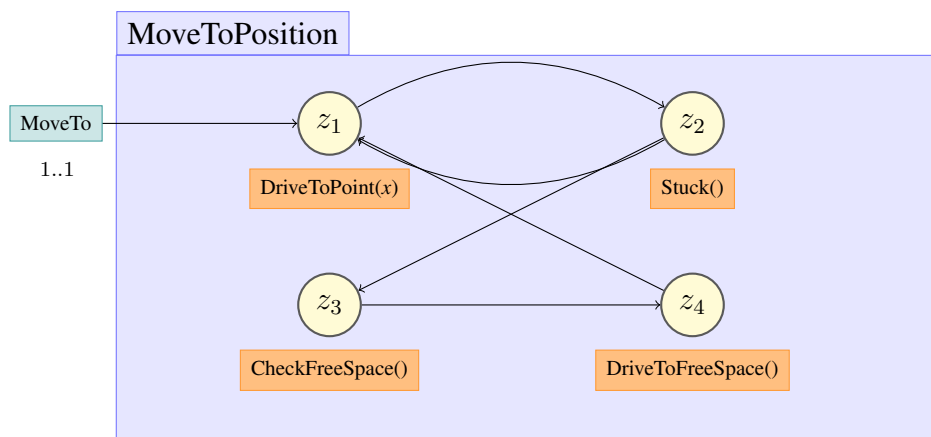 MoveToPosition
MoveTo
1..1
z₁
z₂
DriveToPoint(x)
Stuck()
z₃
z₄
CheckFreeSpace()
DriveToFreeSpace()